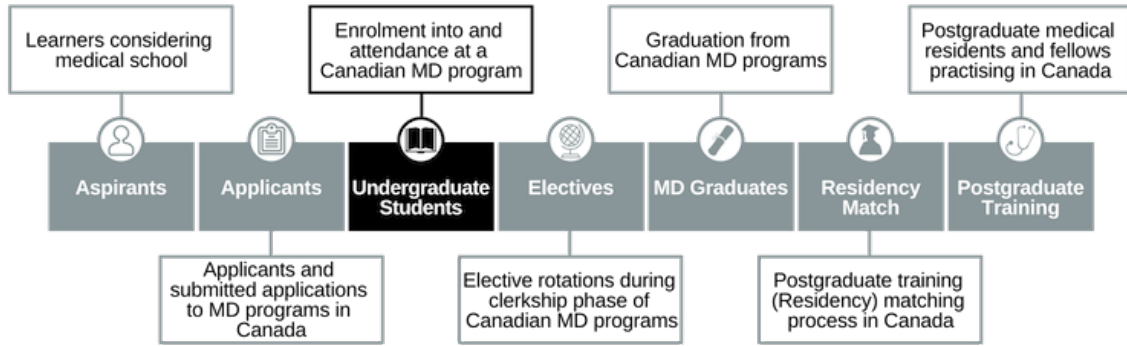 Learners considering
medical school
Enrolment into and
attendance at a
Canadian MD program
Graduation from
Canadian MD programs
Postgraduate medical
residents and fellows
practising in Canada
Aspirants
Applicants
Undergraduate
Students
Electives
MD Graduates
Residency
Match
Postgraduate
Training
Applicants and
submitted applications
to MD programs in
Canada
Elective rotations during
clerkship phase of
Canadian MD programs
Postgraduate training
(Residency) matching
process in Canada